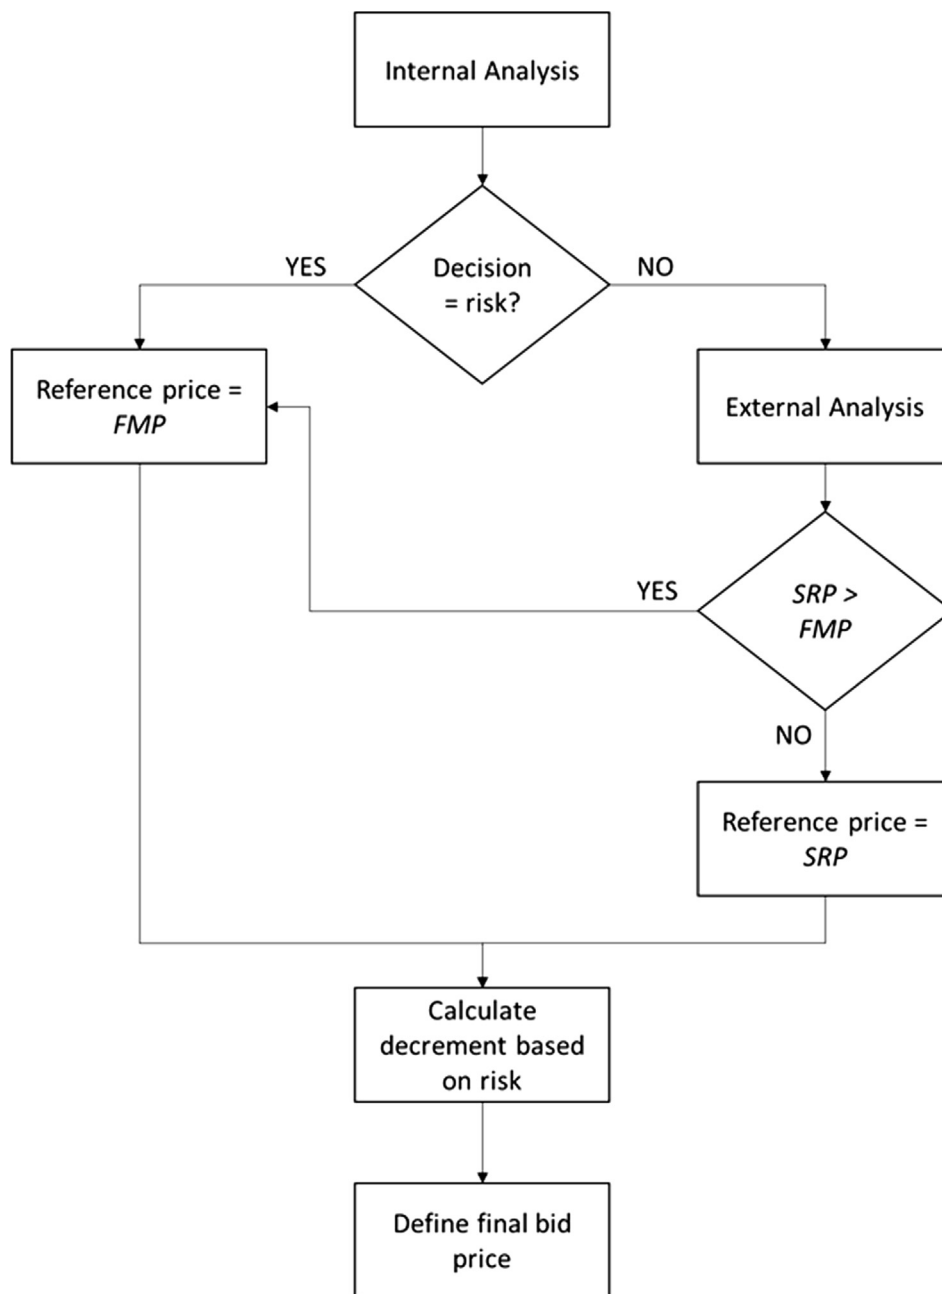 Internal Analysis
YES
Decision
= risk?
NO
Reference price =
FMP
External Analysis
YES
SRP >
FMP
NO
Reference price =
SRP
Calculate
decrement based
on risk
Define final bid
price